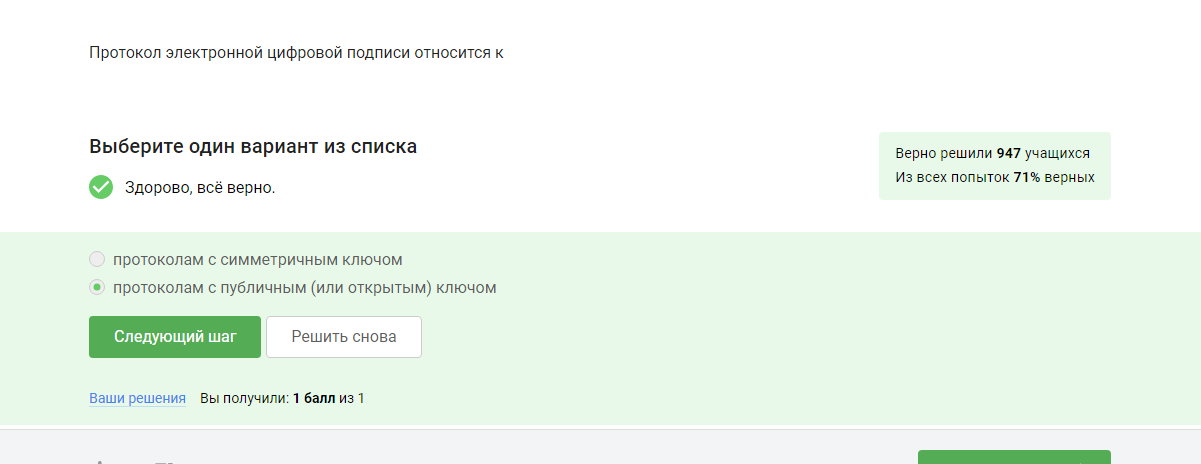 Протокол электронной цифровой подписи относится к
Выберите один вариант из списка
Здорово, всё верно.
Верно решили 947 учащихся
Из всех попыток 71% верных
протоколам с симметричным ключом
протоколам с публичным (или открытым) ключом
Следующий шаг
Решить снова
Ваши решения Вы получили: 1 балл из 1